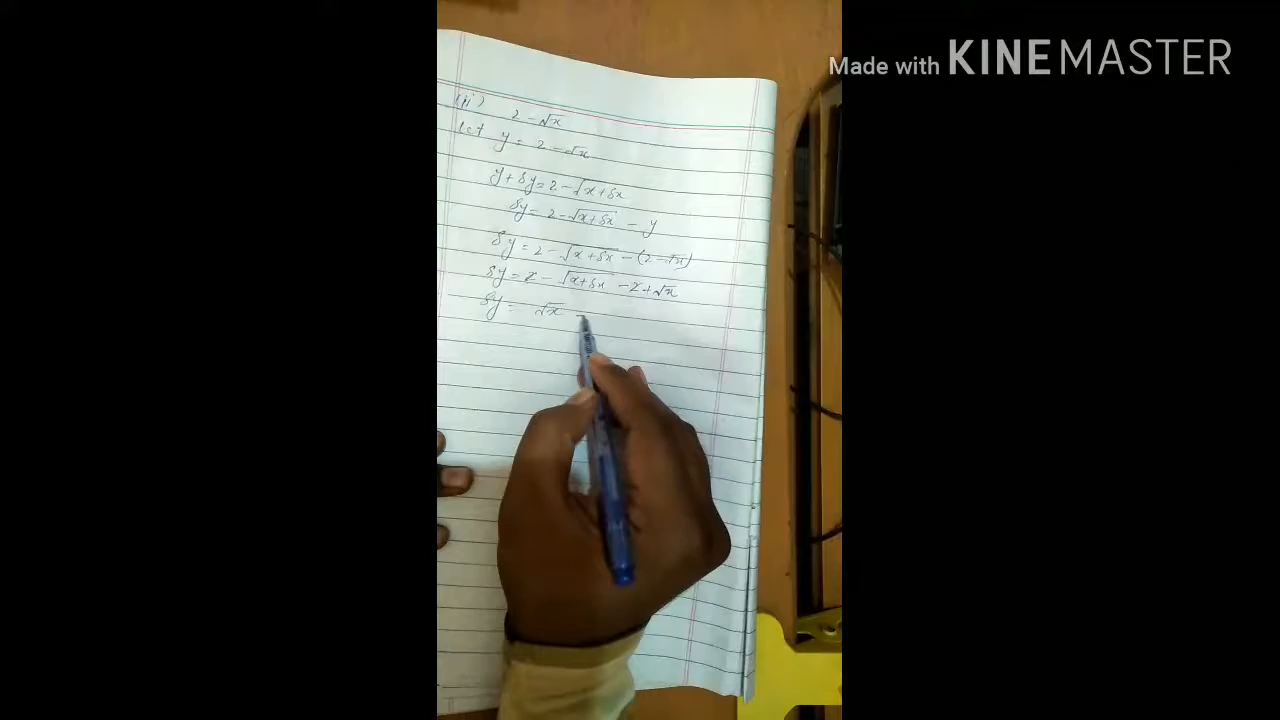 Made with KINEMASTER
(ii) 2 - √x
Let y = 2 - √x
y + δy = 2 - √x+δx
δy = 2 - √x+δx - y
δy = 2 - √x+δx - (2 - √x)
δy = 2 - √x+δx - 2 + √x
δy = √x -